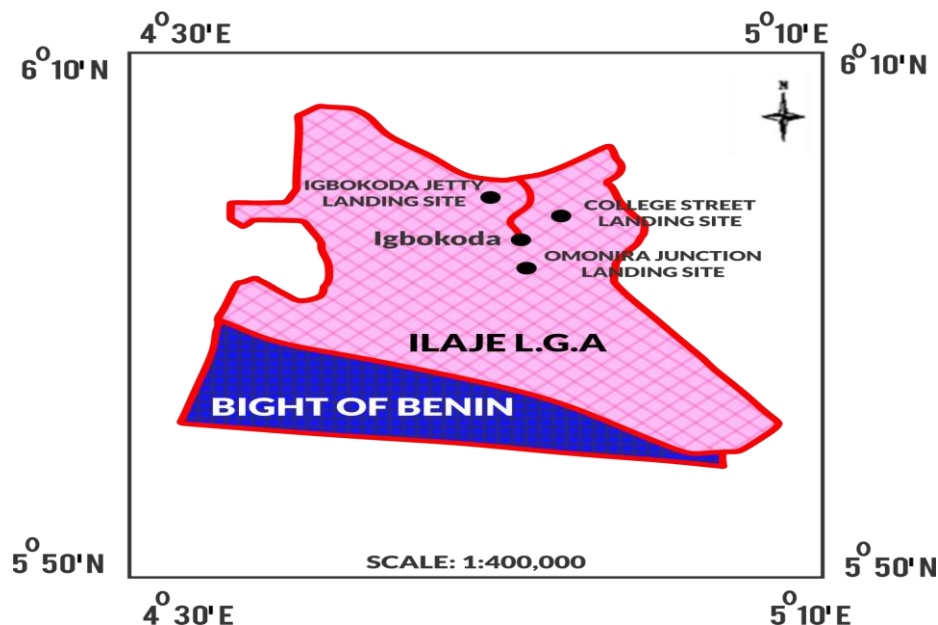 4°30'E
5°10'E
6°10'N
6°10'N
N
IGBOKODA JETTY
LANDING SITE
COLLEGE STREET
LANDING SITE
Igbokoda
OMONIRA JUNCTION
LANDING SITE
ILAJE L.G.A
BIGHT OF BENIN
SCALE: 1:400,000
5°50'N
5°50'N
4°30'E
5°10'E